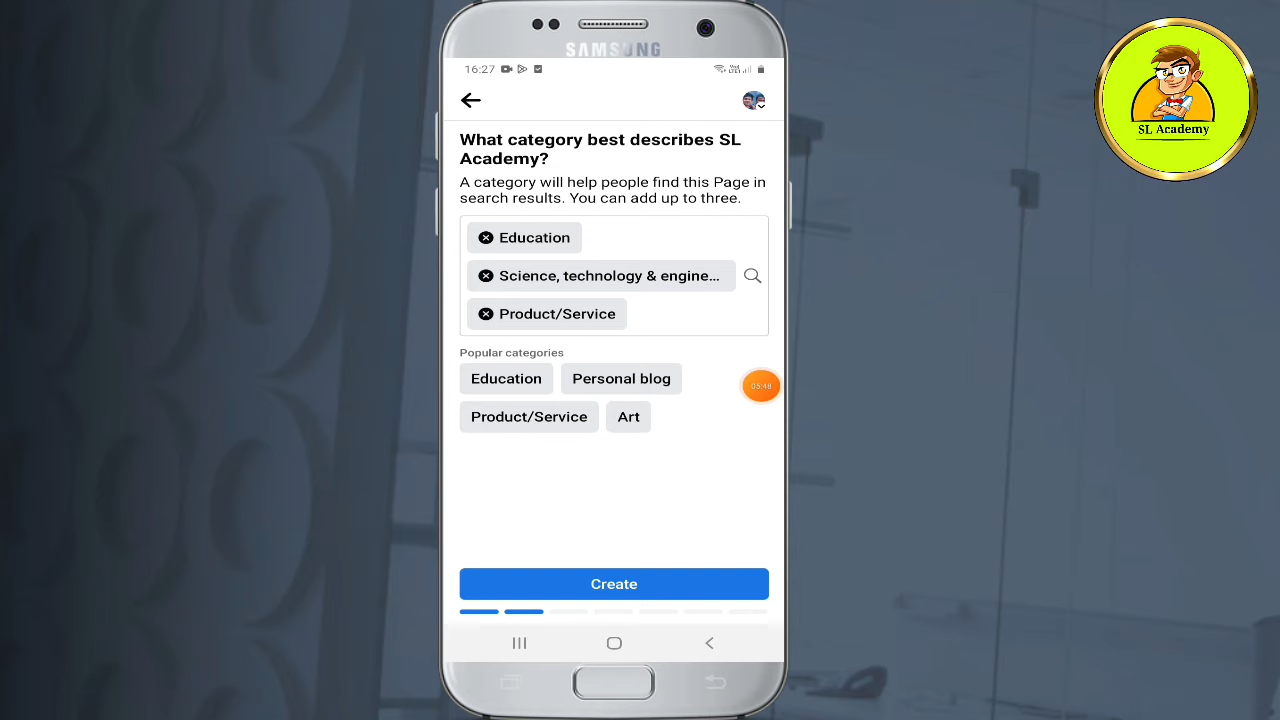 SAMSUNG
16:27
What category best describes SL
Academy?
A category will help people find this Page in
search results. You can add up to three.
Education
Science, technology & engine...
Product/Service
Popular categories
Education
Personal blog
05:48
Product/Service
Art
Create
SL Academy